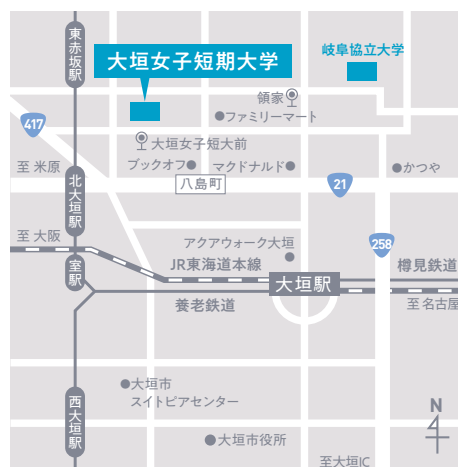 東赤坂駅
大垣女子短期大学
岐阜協立大学
領家
ファミリーマート
417
大垣女子短大前
至 米原
ブックオフ
マクドナルド
かつや
八島町
21
北大垣駅
至 大阪
アクアウォーク大垣
258
室駅
JR東海道本線
樽見鉄道
大垣駅
養老鉄道
至 名古屋
大垣市
スイトピアセンター
西大垣駅
N
4
大垣市役所
至大垣IC